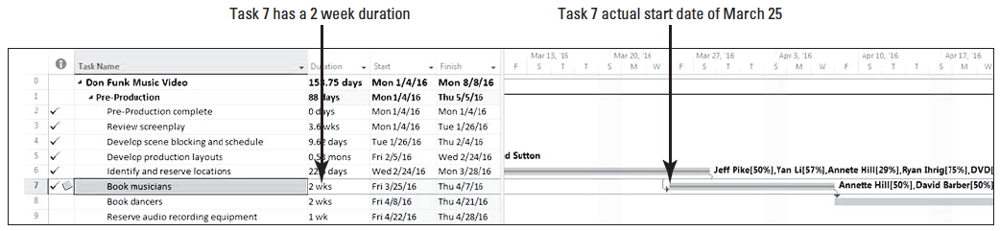 Task 7 has a 2 week duration Task 7 actual start date of March 25
Mar 13, '16 Mar 20, '16 Mar 27, '16 Apr 3, '16 Apr 10, '16 Apr 17, '16
Task Name Duration Start Finish F S T T M W F S T T M W F S T T M W
0 Don Funk Music Video days Mon 1/4/16 Mon 8/8/16
1 Pre-Production 88 days Mon 1/4/16 Thu 5/5/16
2 Pre-Production complete 0 days Mon 1/4/16 Mon 1/4/16
3 Review screenplay wks Mon 1/4/16 Tue 1/26/16
4 Develop scene blocking and schedule days Tue 1/26/16 Thu 2/4/16
5 Develop production layouts mons Fri 2/5/16 Wed 2/24/16 d Sutton
6 Identify and reserve locations days Wed 2/24/16 Mon 3/28/16 Jeff Pike[50%],Yan Li[57%],Annete Hill[29%],Ryan Ihrig[75%],DVD[
7 Book musicians 2 wks Fri 3/25/16 Thu 4/7/16 Annette Hill[50%],David Barber[50%]
8 Book dancers 2 wks Fri 4/8/16 Thu 4/21/16
9 Reserve audio recording equipment 1 wk Fri 4/22/16 Thu 4/28/16